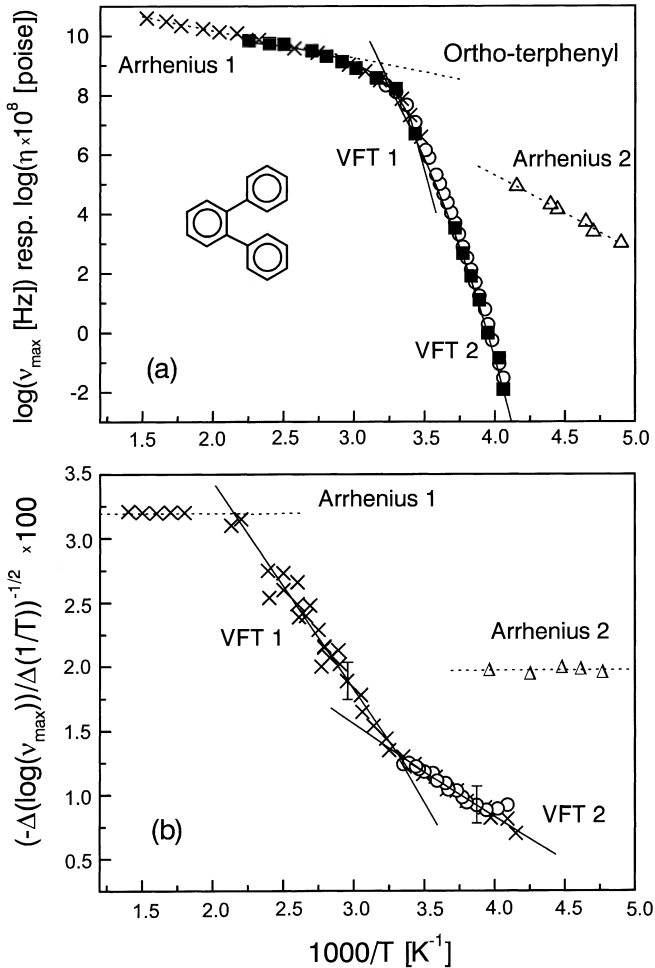 (a)
Ortho-terphenyl
Arrhenius 1
VFT 1
Arrhenius 2
VFT 2
log(ν_max [Hz]) resp. log(η×10^8 [poise])
10
8
6
4
2
0
-2
1.5 2.0 2.5 3.0 3.5 4.0 4.5 5.0
(b)
Arrhenius 1
VFT 1
Arrhenius 2
VFT 2
(-Δ(log(ν_max))/Δ(1/T))^-1/2 ×100
3.5
3.0
2.5
2.0
1.5
1.0
0.5
1.5 2.0 2.5 3.0 3.5 4.0 4.5 5.0
1000/T [K^-1]